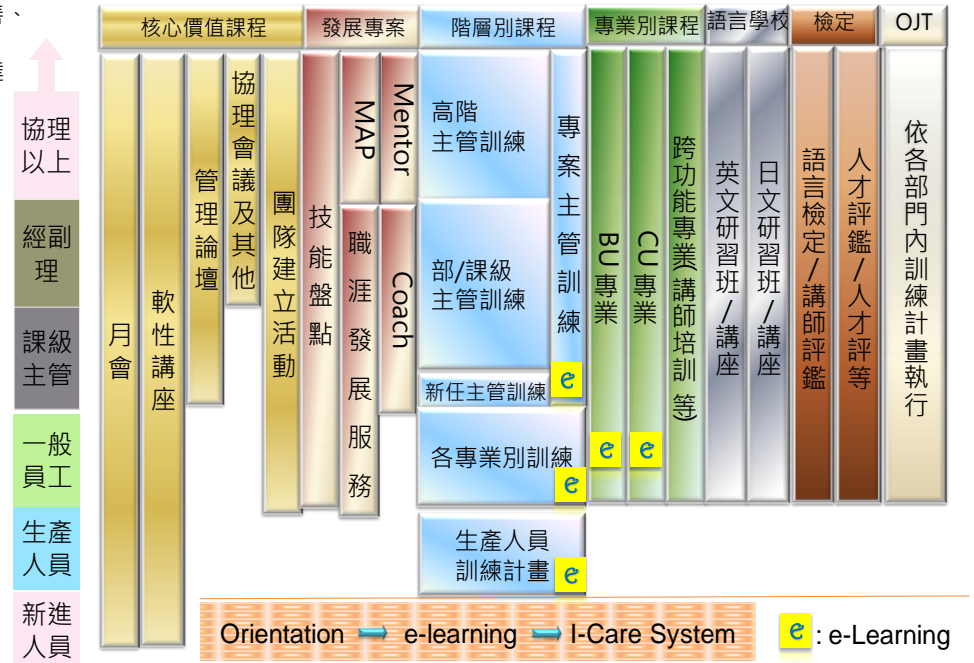 核心價值課程
發展專案
階層別課程
專業別課程
語言學校
檢定
OJT
協理
以上
經副
理
課級
主管
一般
員工
生產
人員
新進
人員
月會
軟性講座
管理論壇
協理會議及其他
團隊建立活動
技能盤點
MAP
職涯發展服務
Mentor
Coach
高階
主管訓練
部/課級
主管訓練
新任主管訓練
各專業別訓練
e
生產人員
訓練計畫
e
專案主管訓練
e
BU專業
e
CU專業
e
跨功能專業(講師培訓等)
英文研習班/講座
日文研習班/講座
語言檢定/講師評鑑
人才評鑑/人才評等
依各部門內訓練計畫執行
Orientation e-learning I-Care System
e : e-Learning